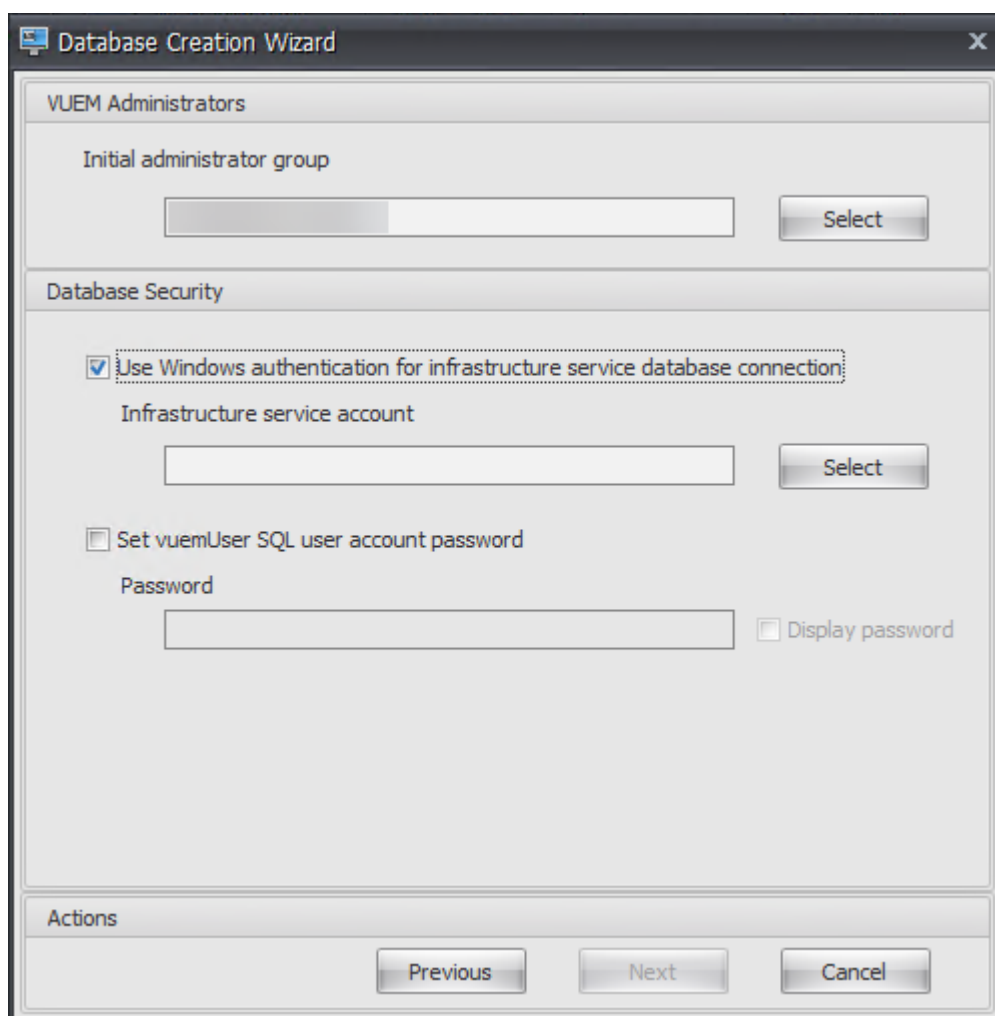 Database Creation Wizard
VUEM Administrators
Initial administrator group
Select
Database Security
Use Windows authentication for infrastructure service database connection
Infrastructure service account
Select
Set vuemUser SQL user account password
Password
Display password
Actions
Previous Next Cancel